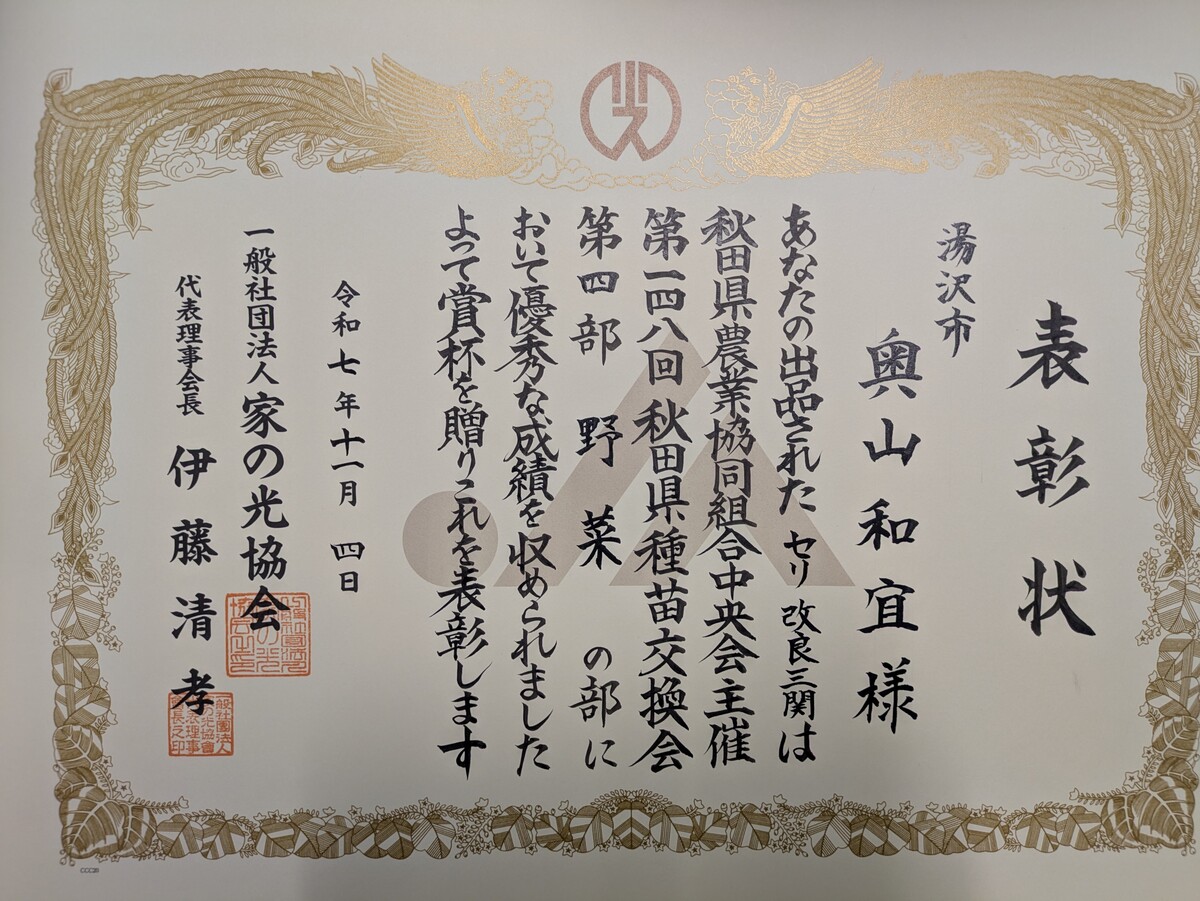 表彰状
湯沢市
奥山和宜様
あなたの出品された セリ 改良三関は
秋田県農業協同組合中央会主催
第一四八回 秋田県種苗交換会
第四部 野菜 の部に
おいて優秀な成績を収められました
よって賞杯を贈りこれを表彰します
令和七年十一月 四日
一般社団法人 家の光協会
代表理事会長 伊藤清孝